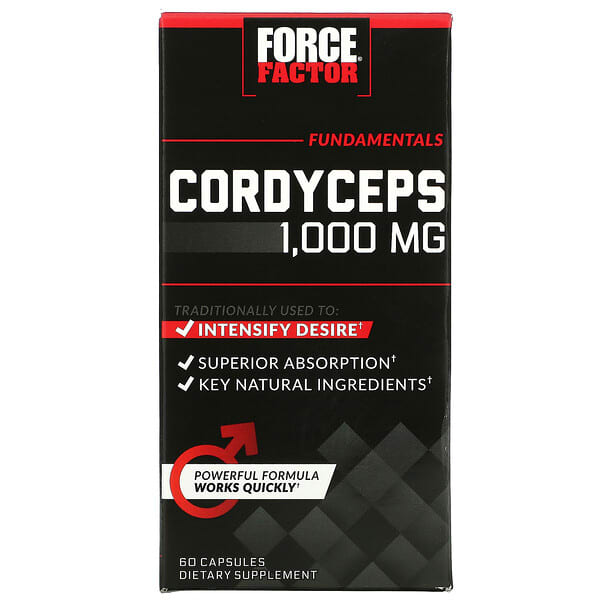 FORCE
FACTOR®
FUNDAMENTALS
CORDYCEPS
1,000 MG
TRADITIONALLY USED TO:
INTENSIFY DESIRE†
SUPERIOR ABSORPTION†
KEY NATURAL INGREDIENTS†
POWERFUL FORMULA
WORKS QUICKLY†
60 CAPSULES
DIETARY SUPPLEMENT